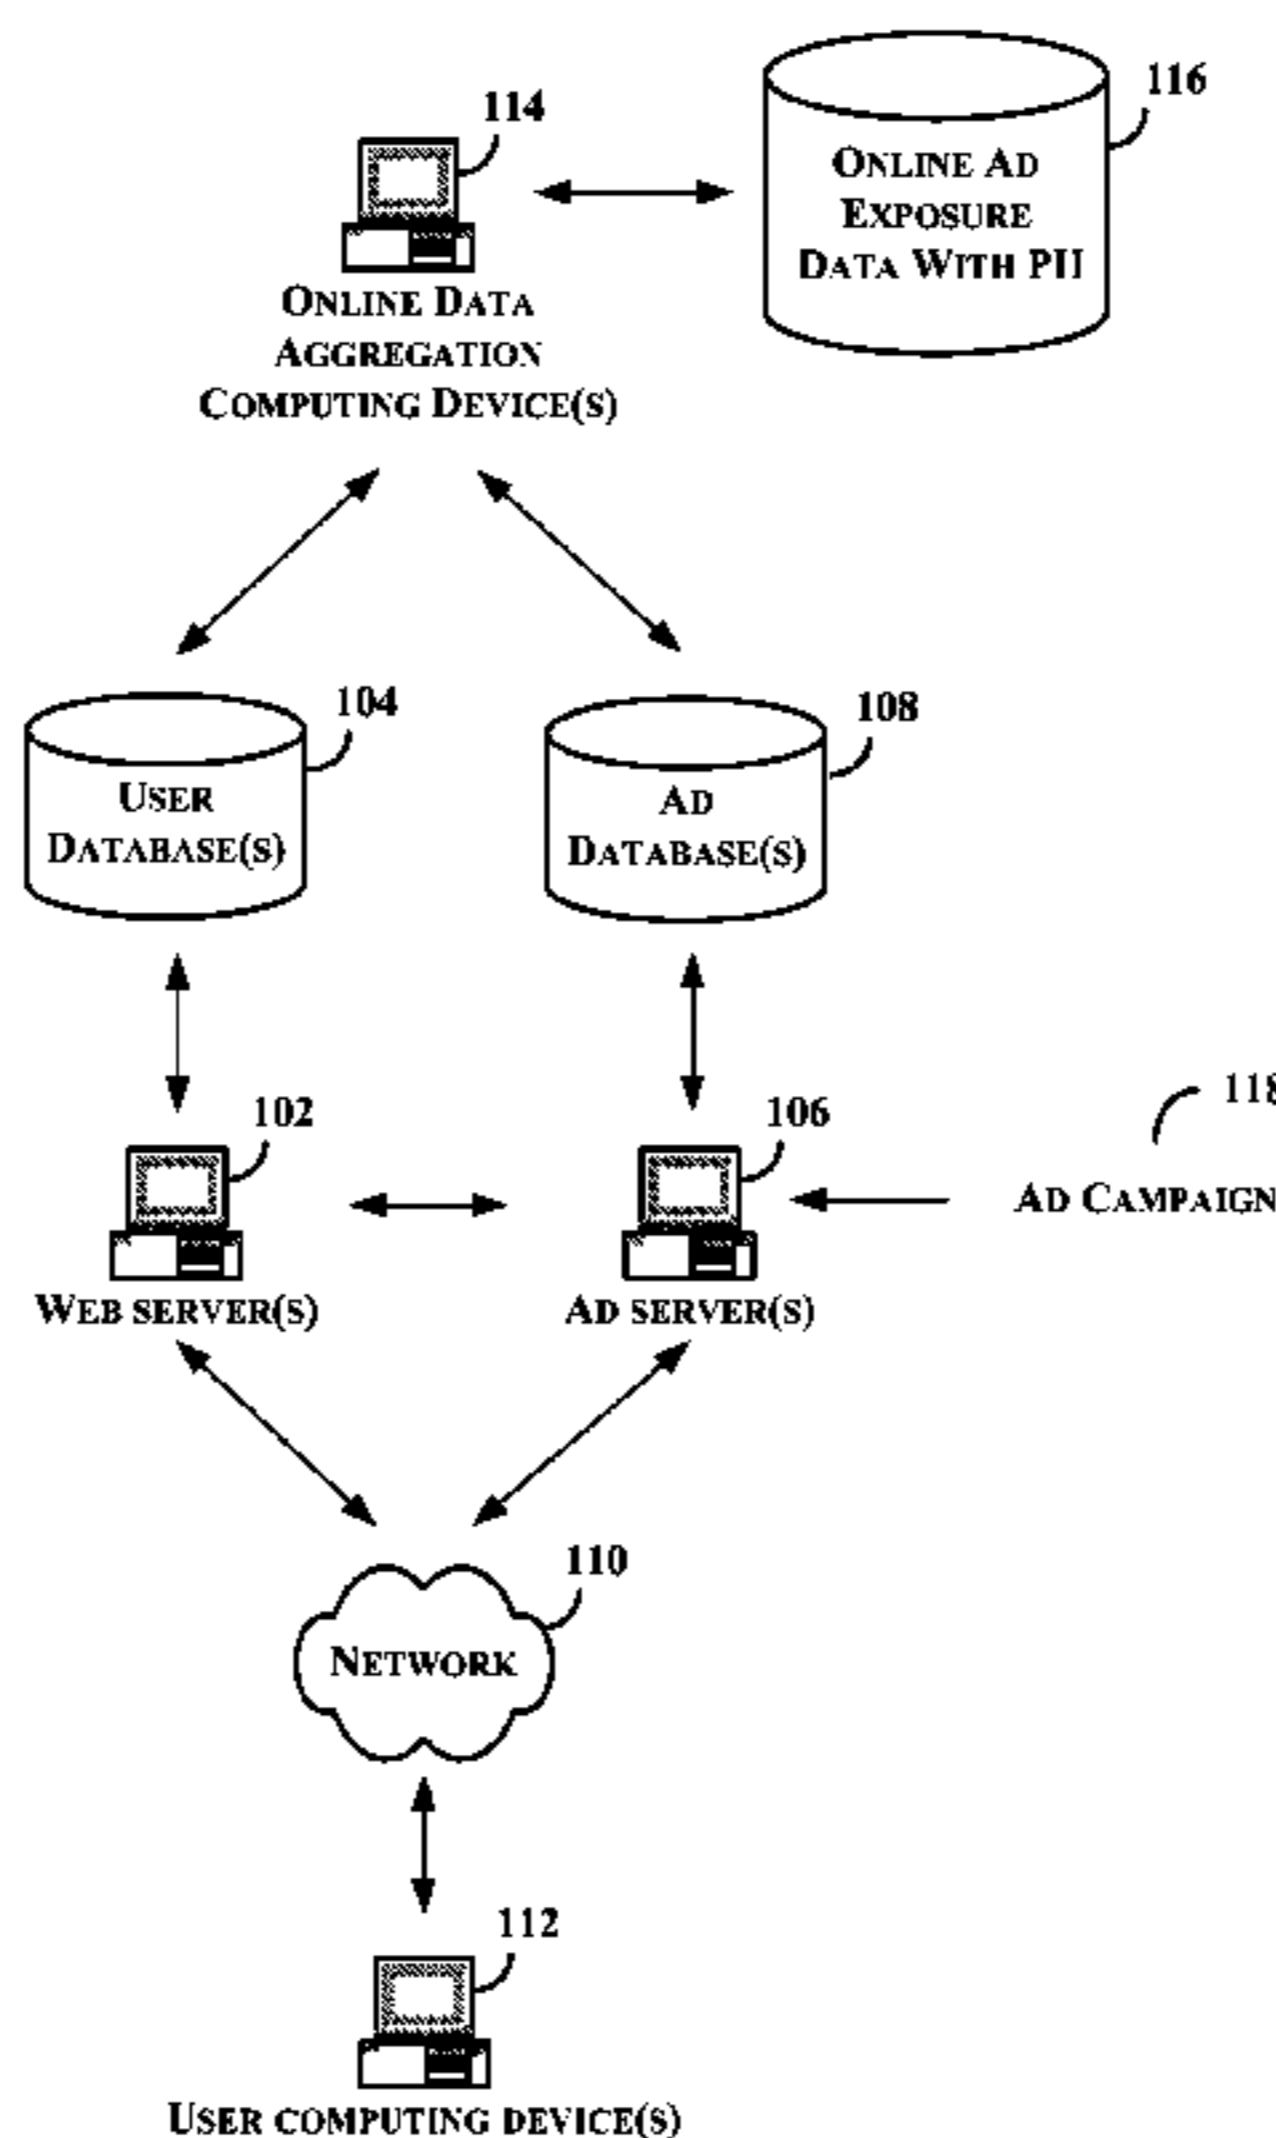 114
116
ONLINE AD
EXPOSURE
DATA WITH PII
ONLINE DATA
AGGREGATION
COMPUTING DEVICE(S)
104
108
USER
DATABASE(S)
AD
DATABASE(S)
118
102
106
AD CAMPAIGN
WEB SERVER(S)
AD SERVER(S)
110
NETWORK
112
USER COMPUTING DEVICE(S)